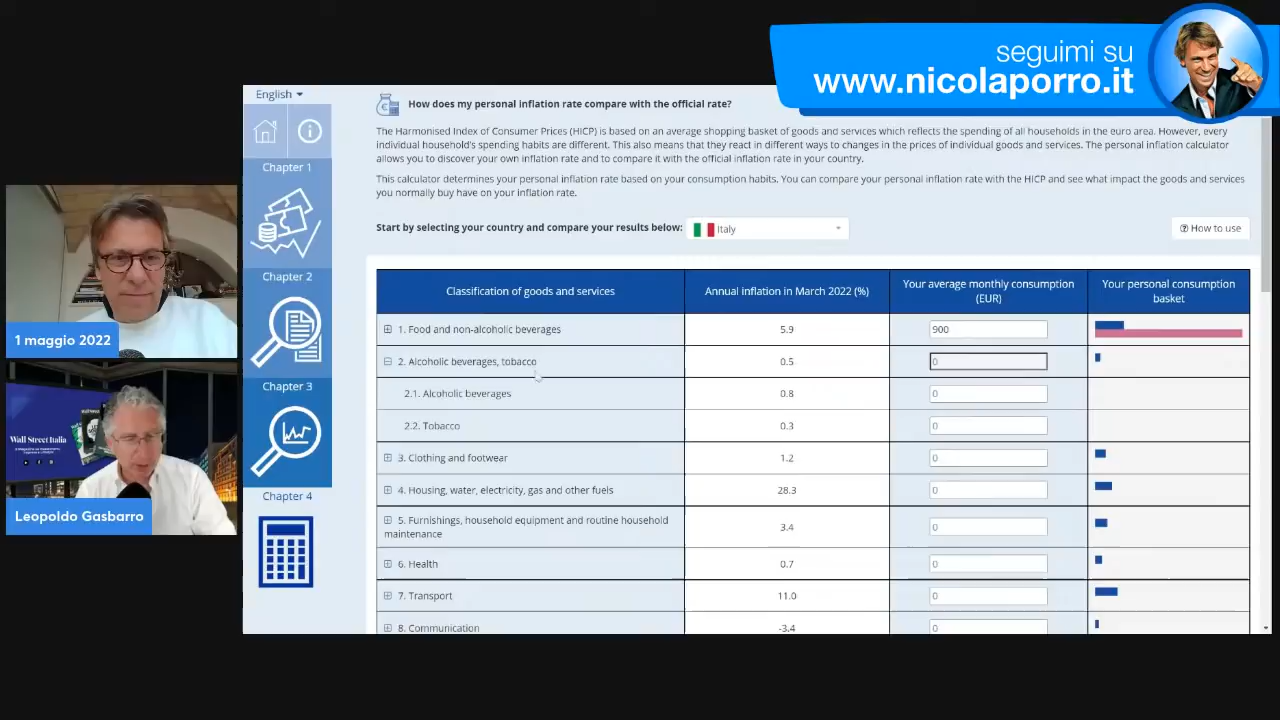 seguimi su
www.nicolaporro.it
English
How does my personal inflation rate compare with the official rate?
The Harmonised Index of Consumer Prices (HICP) is based on an average shopping basket of goods and services which reflects the spending of all households in the euro area. However, every
individual household's spending habits are different. This also means that they react in different ways to changes in the prices of individual goods and services. The personal inflation calculator
allows you to discover your own inflation rate and to compare it with the official inflation rate in your country.
This calculator determines your personal inflation rate based on your consumption habits. You can compare your personal inflation rate with the HICP and see what impact the goods and services
you normally buy have on your inflation rate.
Start by selecting your country and compare your results below:
Italy
How to use
Chapter 1
Chapter 2
Chapter 3
Chapter 4
1 maggio 2022
Wall Street Italia
Leopoldo Gasbarro
Classification of goods and services
Annual inflation in March 2022 (%)
Your average monthly consumption
(EUR)
Your personal consumption
basket
1. Food and non-alcoholic beverages 5.9 900
2. Alcoholic beverages, tobacco 0.5 0
2.1. Alcoholic beverages 0.8 0
2.2. Tobacco 0.3 0
3. Clothing and footwear 1.2 0
4. Housing, water, electricity, gas and other fuels 28.3 0
5. Furnishings, household equipment and routine household
maintenance 3.4 0
6. Health 0.7 0
7. Transport 11.0 0
8. Communication -3.4 0